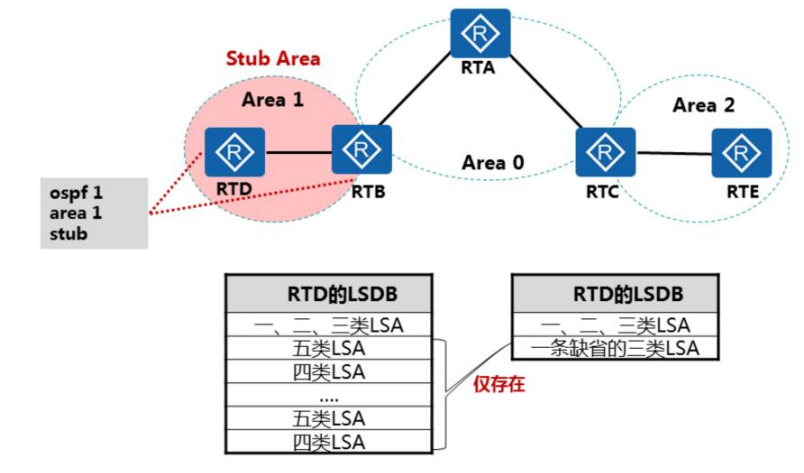 Stub Area
Area 1
Area 0
Area 2
R
RTA
R
RTD
R
RTB
R
RTC
R
RTE
ospf 1
area 1
stub
RTD的LSDB
一、二、三类LSA
五类LSA
四类LSA
....
五类LSA
四类LSA
仅存在
RTD的LSDB
一、二、三类LSA
一条缺省的三类LSA